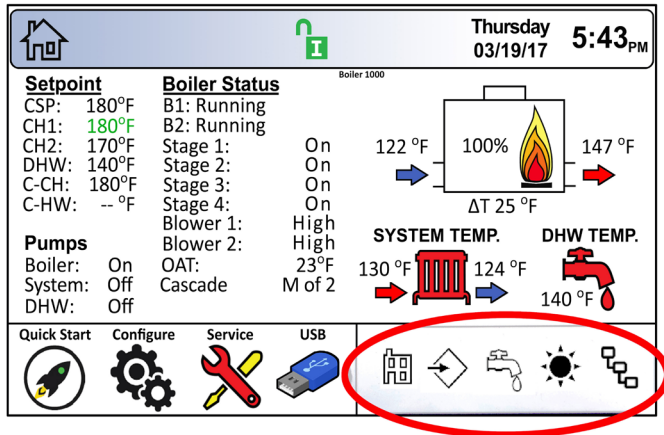 Thursday
03/19/17
5:43PM
I
Boiler 1000
Setpoint
CSP: 180°F
CH1: 180°F
CH2: 170°F
DHW: 140°F
C-CH: 180°F
C-HW: -- °F
Pumps
Boiler: On
System: Off
DHW: Off
Boiler Status
B1: Running
B2: Running
Stage 1: On
Stage 2: On
Stage 3: On
Stage 4: On
Blower 1: High
Blower 2: High
OAT: 23°F
Cascade M of 2
122 °F
100%
147 °F
ΔT 25 °F
SYSTEM TEMP.
130 °F
124 °F
DHW TEMP.
140 °F
Quick Start
Configure
Service
USB